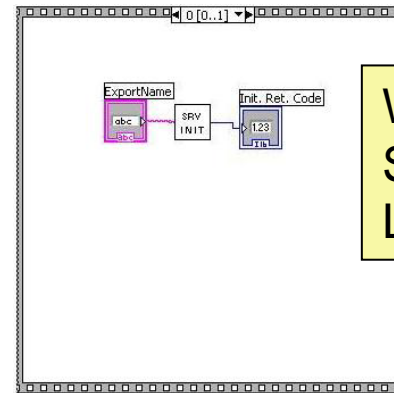 0 [0..1]
ExportName
abc
abc
SRV
INIT
Init. Ret. Code
1.23
I16